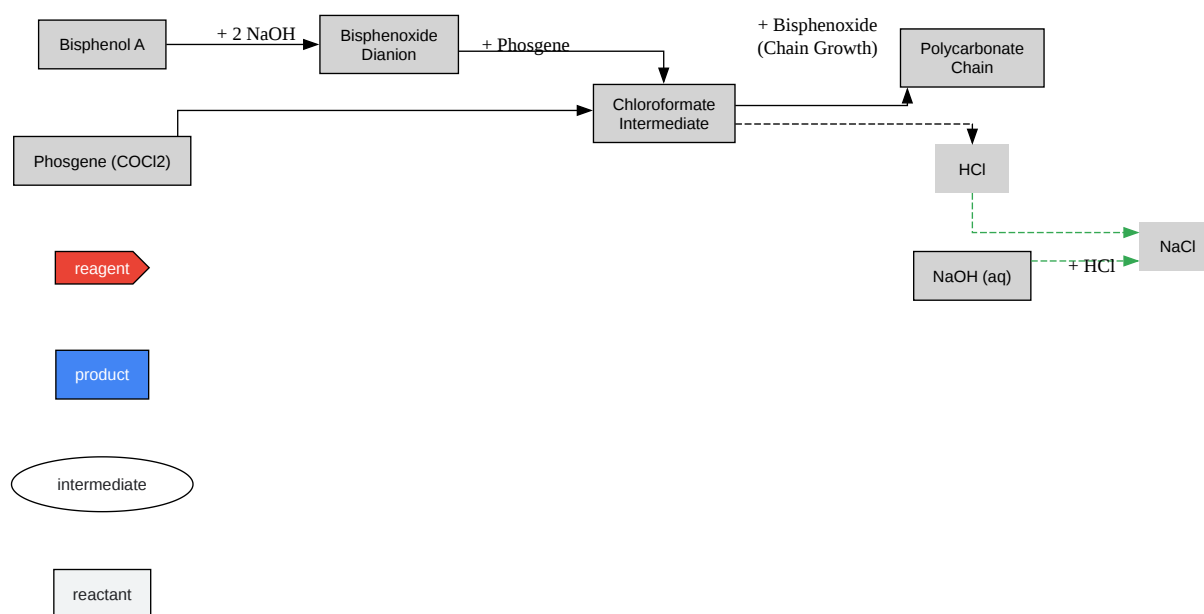 Bisphenol A
+ 2 NaOH
Bisphenoxide
Dianion
+ Phosgene
+ Bisphenoxide
(Chain Growth)
Polycarbonate
Chain
Chloroformate
Intermediate
Phosgene (COCl2)
HCl
NaCl
NaOH (aq)
+ HCl
reagent
product
intermediate
reactant